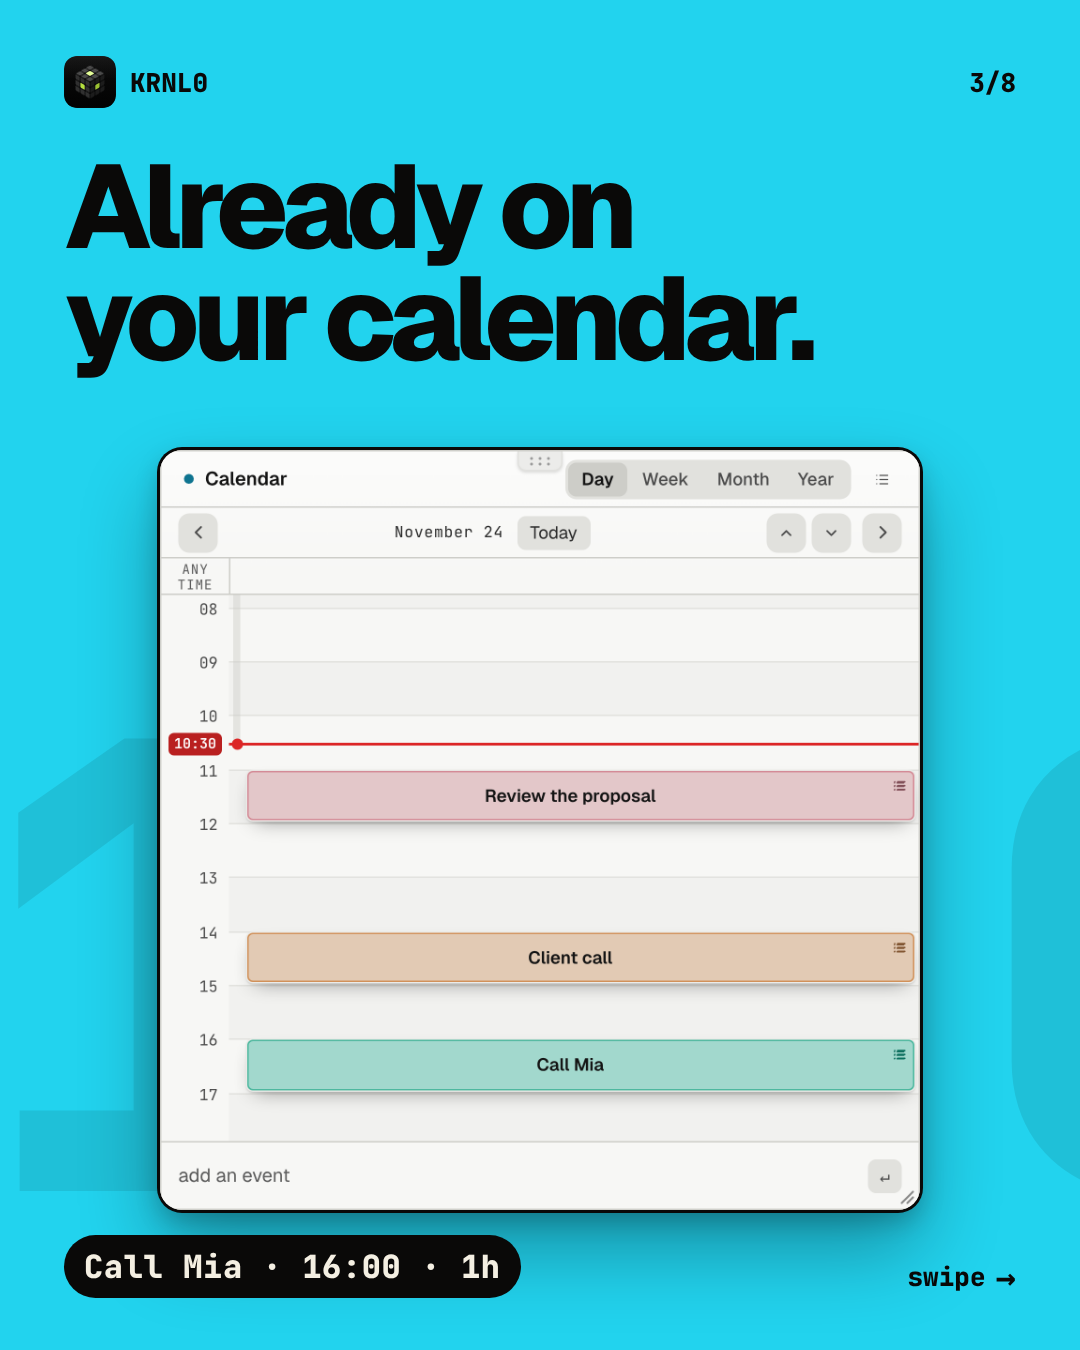 KRNL0
3/8
Already on
your calendar.
Calendar
Day Week Month Year
November 24 Today
ANY
TIME
08
09
10
10:30
11
Review the proposal
12
13
14
Client call
15
16
Call Mia
17
add an event
Call Mia · 16:00 · 1h
swipe →